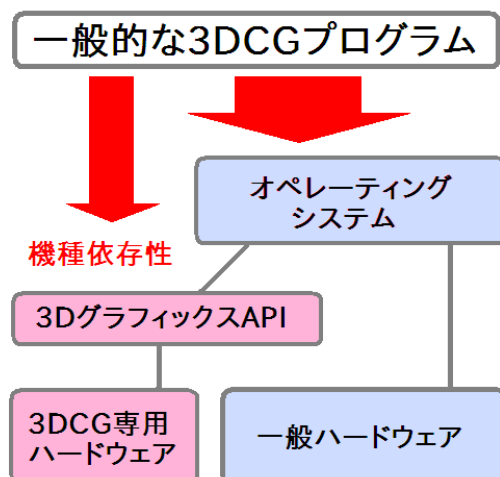 一般的な3DCGプログラム
オペレーティング
システム
機種依存性
3DグラフィックスAPI
3DCG専用
ハードウェア
一般ハードウェア